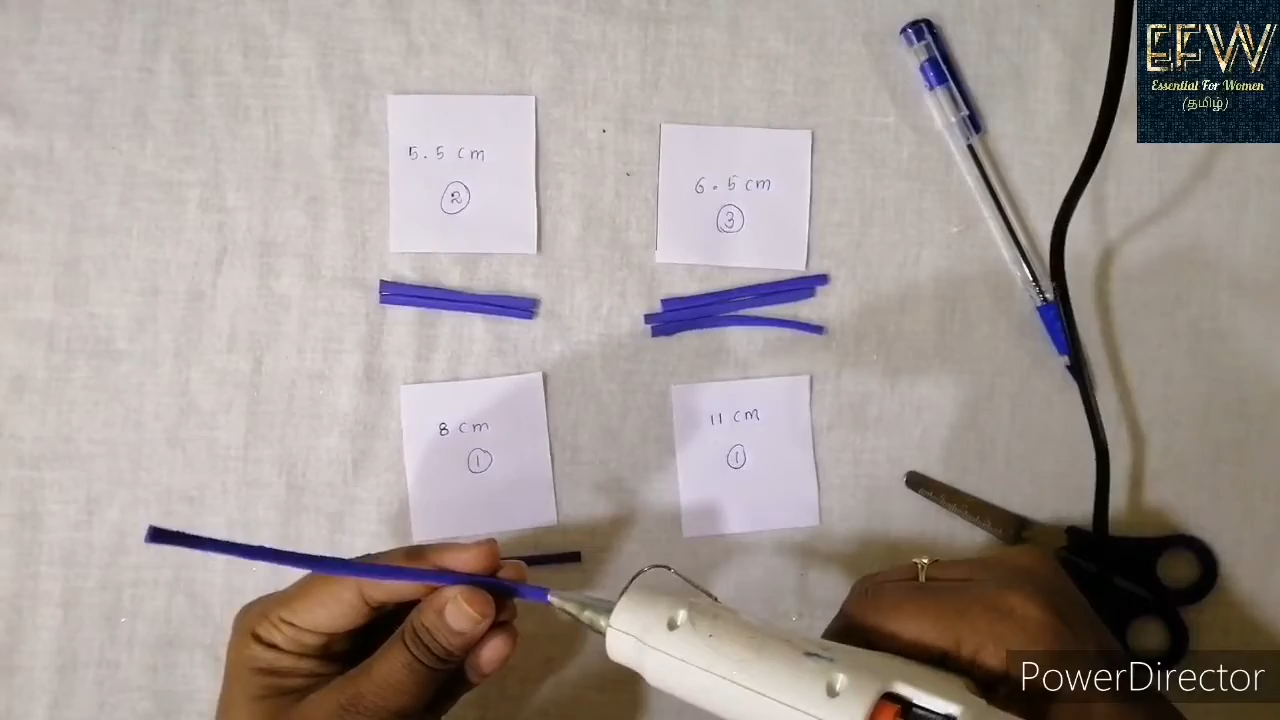 EFW
Essential For Women
(தமிழ்)
5.5 cm
2
6.5 cm
3
8 cm
1
11 cm
1
PowerDirector